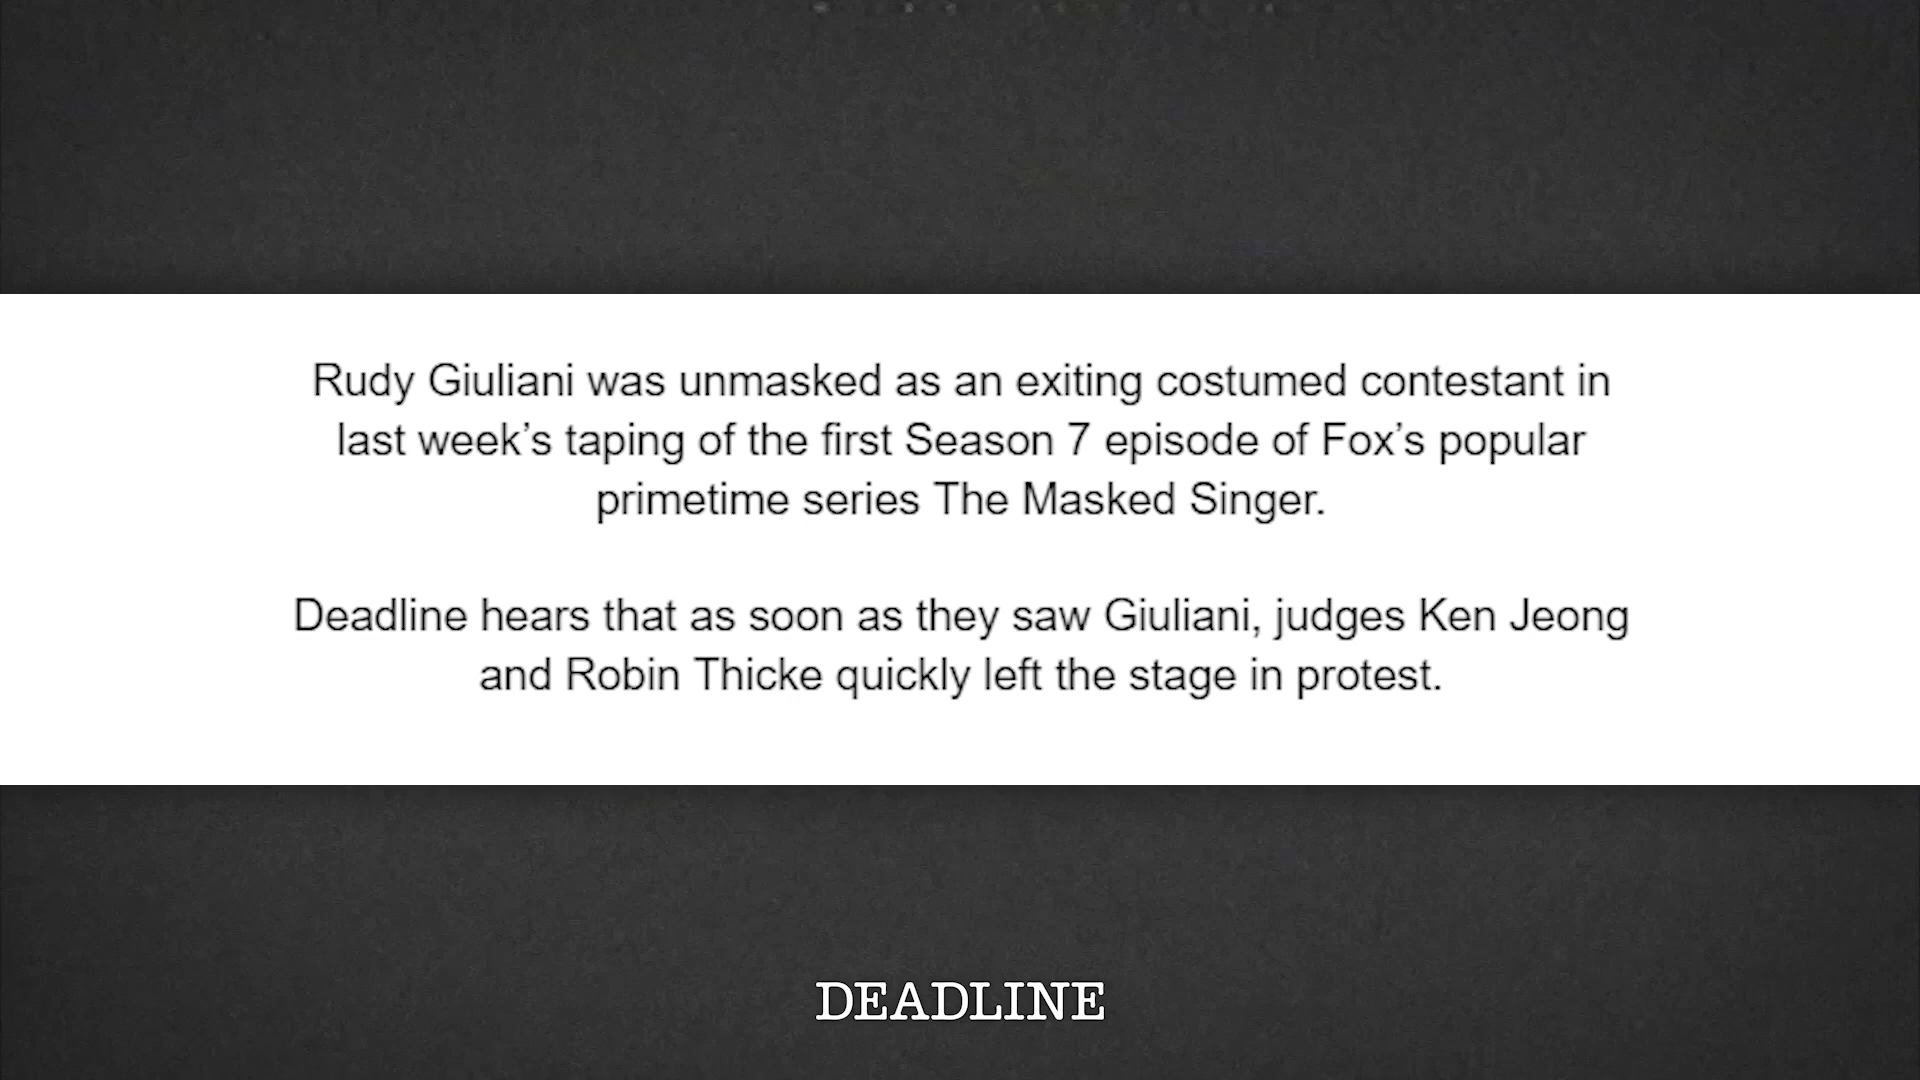 Rudy Giuliani was unmasked as an exiting costumed contestant in
last week’s taping of the first Season 7 episode of Fox’s popular
primetime series The Masked Singer.
Deadline hears that as soon as they saw Giuliani, judges Ken Jeong
and Robin Thicke quickly left the stage in protest.
DEADLINE